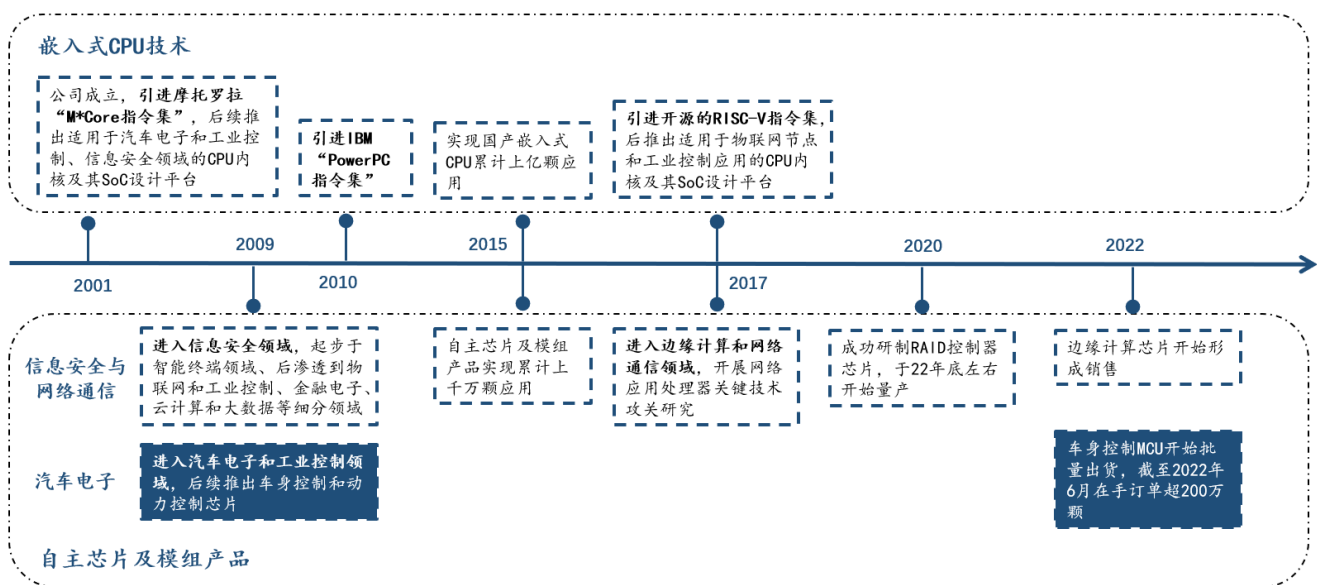 嵌入式CPU技术
公司成立，引进摩托罗拉
“M*Core指令集”，后续推
出适用于汽车电子和工业控
制、信息安全领域的CPU内
核及其SoC设计平台
引进IBM
“PowerPC
指令集”
实现国产嵌入式
CPU累计上亿颗应
用
引进开源的RISC-V指令集，
后推出适用于物联网节点
和工业控制应用的CPU内
核及其SoC设计平台
2009
2015
2020
2022
2001
2010
2017
信息安全与
网络通信
进入信息安全领域，起步于
智能终端领域、后渗透到物
联网和工业控制、金融电子、
云计算和大数据等细分领域
自主芯片及模组
产品实现累计上
千万颗应用
进入边缘计算和网络
通信领域，开展网络
应用处理器关键技术
攻关研究
成功研制RAID控制器
芯片，于22年底左右
开始量产
边缘计算芯片开始形
成销售
汽车电子
进入汽车电子和工业控制领
域，后续推出车身控制和动
力控制芯片
车身控制MCU开始批
量出货，截至2022年
6月在手订单超200万
颗
自主芯片及模组产品